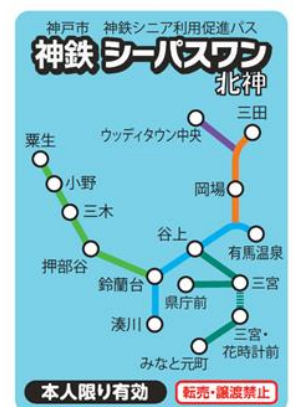 神戸市 神鉄シニア利用促進パス
神鉄 シーパスワン
北神
三田
ウッディタウン中央
粟生
小野
三木
岡場
谷上
有馬温泉
押部谷
鈴蘭台
三宮
県庁前
湊川
三宮・
花時計前
みなと元町
本人限り有効
転売・譲渡禁止